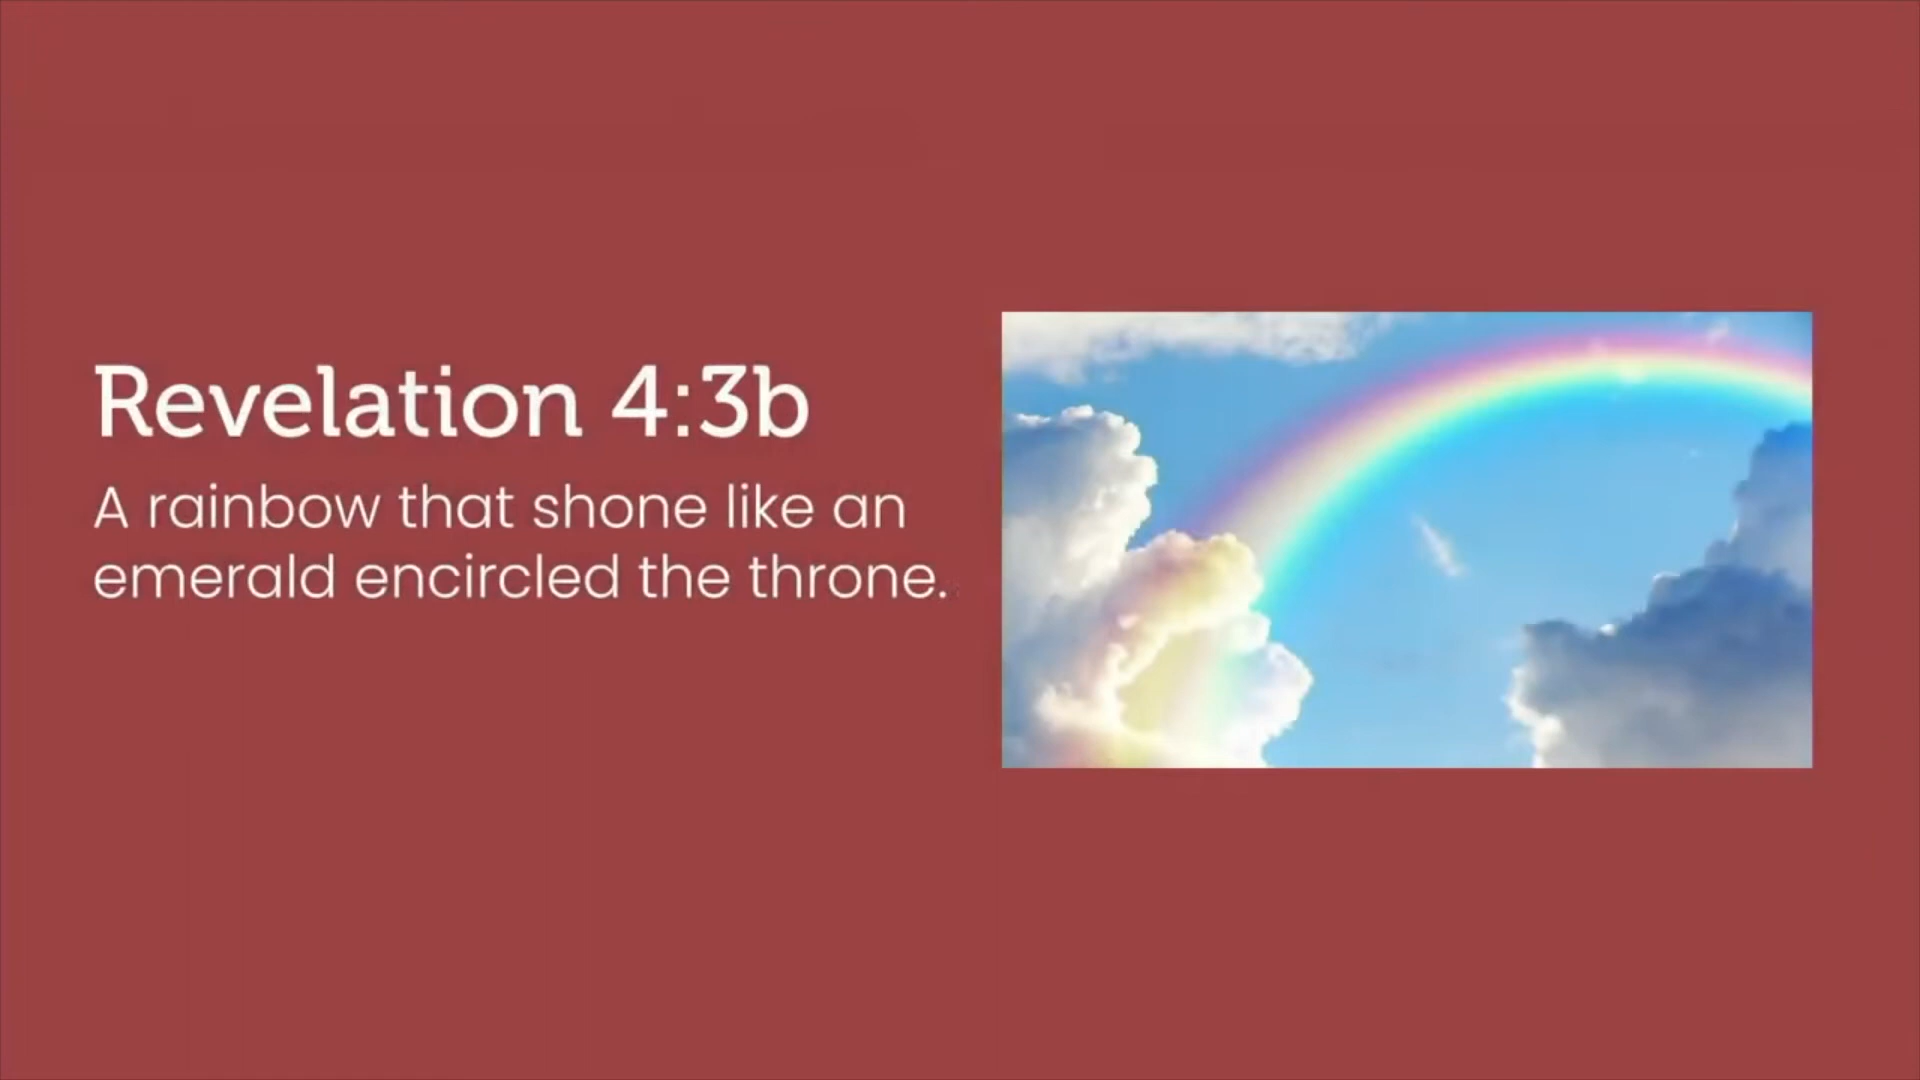 Revelation 4:3b
A rainbow that shone like an
emerald encircled the throne.